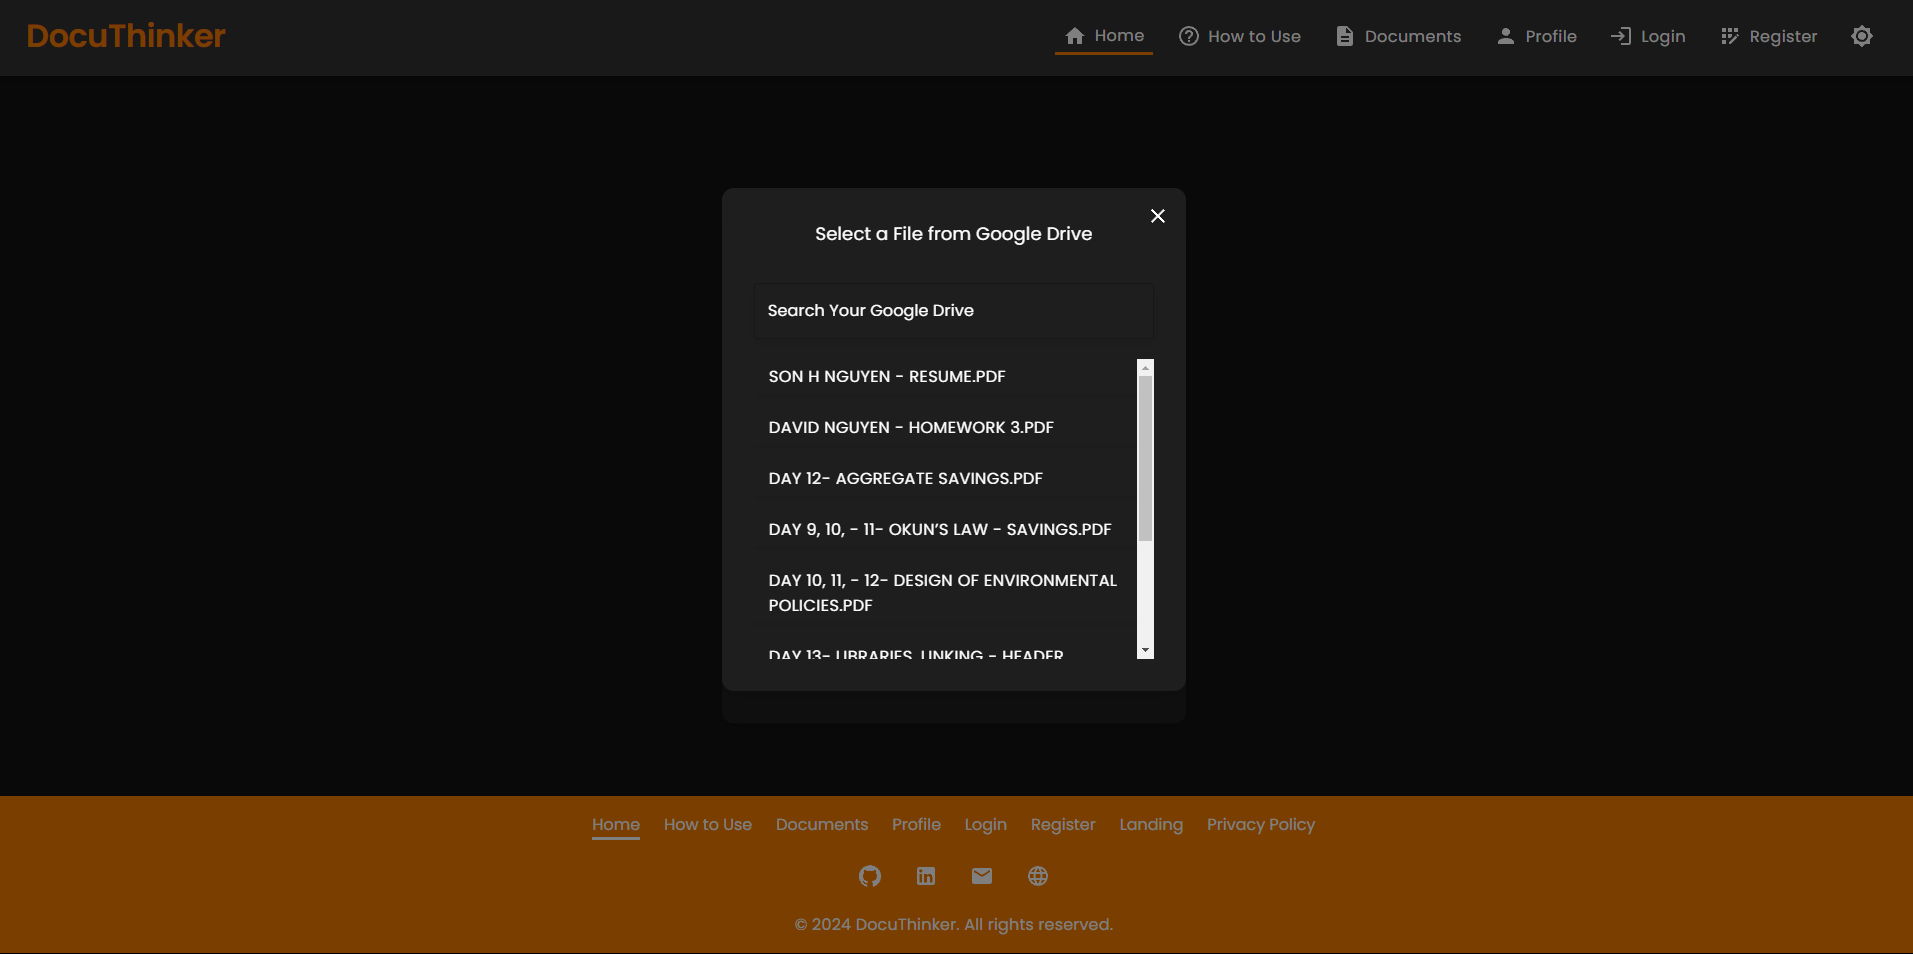 DocuThinker
Home
How to Use
Documents
Profile
Login
Register
Select a File from Google Drive
Search Your Google Drive
SON H NGUYEN - RESUME.PDF
DAVID NGUYEN - HOMEWORK 3.PDF
DAY 12- AGGREGATE SAVINGS.PDF
DAY 9, 10, - 11- OKUN’S LAW - SAVINGS.PDF
DAY 10, 11, - 12- DESIGN OF ENVIRONMENTAL
POLICIES.PDF
DAY 13- LIBRARIES, LINKING - HEADER
Home
How to Use
Documents
Profile
Login
Register
Landing
Privacy Policy
© 2024 DocuThinker. All rights reserved.